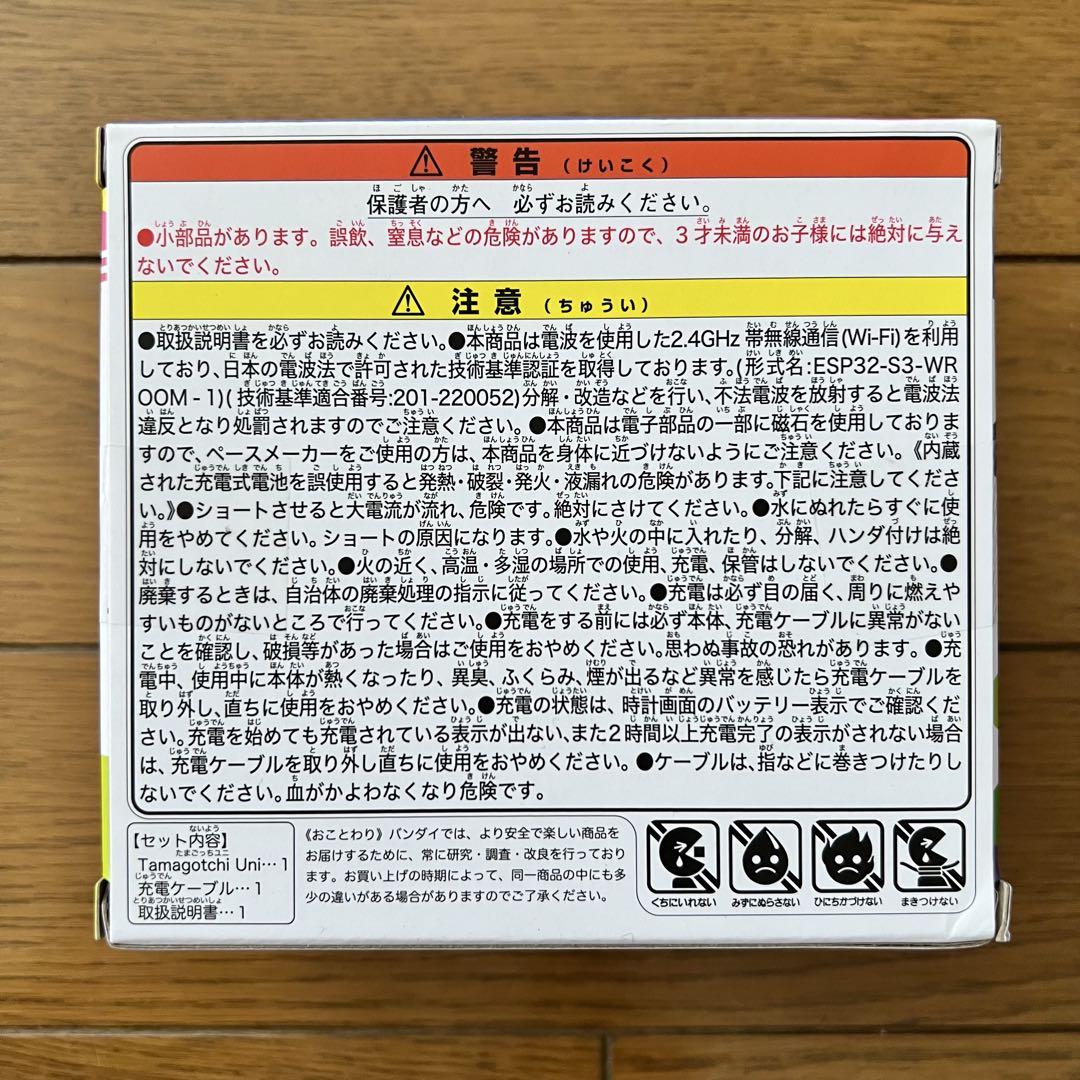 ⚠ 警告 (けいこく)
保護者の方へ 必ずお読みください。
●小部品があります。誤飲、窒息などの危険がありますので、3才未満のお子様には絶対に与え
ないでください。
⚠ 注意 (ちゅうい)
●取扱説明書を必ずお読みください。●本商品は電波を使用した2.4GHz帯無線通信(Wi-Fi)を利用
しており、日本の電波法で許可された技術基準認証を取得しております。(形式名:ESP32-S3-WR
OOM-1)(技術基準適合番号:201-220052)分解・改造などを行い、不法電波を放射すると電波法
違反となり処罰されますのでご注意ください。●本商品は電子部品の一部に磁石を使用しており
ますので、ペースメーカーをご使用の方は、本商品を身体に近づけないようにご注意ください。《内蔵
された充電式電池を誤使用すると発熱・破裂・発火・液漏れの危険があります。下記に注意してくださ
い。》●ショートさせると大電流が流れ、危険です。絶対にさけてください。●水にぬれたらすぐに使
用をやめてください。ショートの原因になります。●水や火の中に入れたり、分解、ハンダ付けは絶
対にしないでください。●火の近く、高温・多湿の場所での使用、充電、保管はしないでください。●
廃棄するときは、自治体の廃棄処理の指示に従ってください。●充電は必ず目の届く、周りに燃えや
すいものがないところで行ってください。●充電をする前には必ず本体、充電ケーブルに異常がない
ことを確認し、破損等があった場合はご使用をおやめください。思わぬ事故の恐れがあります。●充
電中、使用中に本体が熱くなったり、異臭、ふくらみ、煙が出るなど異常を感じたら充電ケーブルを
取り外し、直ちに使用をおやめください。●充電の状態は、時計画面のバッテリー表示でご確認くださ
い。充電を始めても充電されている表示が出ない、また2時間以上充電完了の表示がされない場合
は、充電ケーブルを取り外し直ちに使用をおやめください。●ケーブルは、指などに巻きつけたりし
ないでください。血がかよわなくなり危険です。
【セット内容】
Tamagotchi Uni…1
充電ケーブル…1
取扱説明書…1
《おことわり》バンダイでは、より安全で楽しい商品を
お届けするために、常に研究・調査・改良を行っており
ます。お買い上げの時期によって、同一商品の中にも多
少の違いがある場合がありますのでご了承ください。
くちにいれない みずにぬらさない ひにちかづけない まきつけない